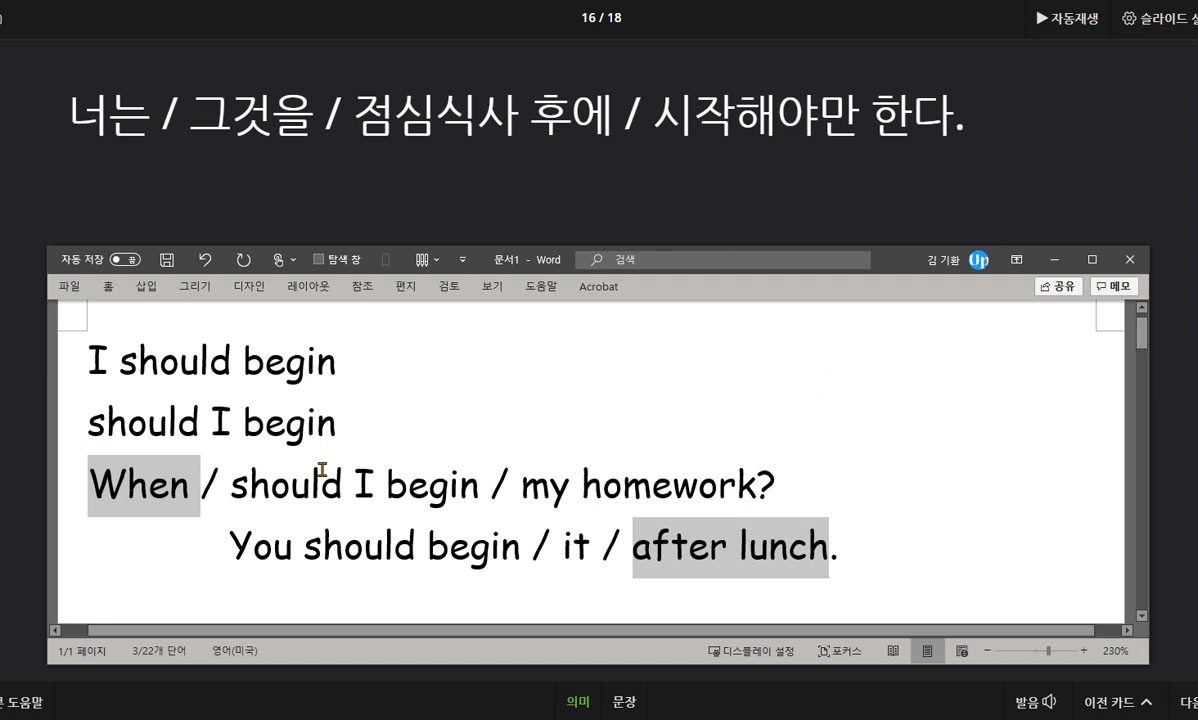 16 / 18
▶ 자동재생
슬라이드
너는 / 그것을 / 점심식사 후에 / 시작해야만 한다.
자동 저장 끔
탐색 창
문서1 - Word
검색
김 기환
Up
파일 홈 삽입 그리기 디자인 레이아웃 참조 편지 검토 보기 도움말 Acrobat
공유 메모
I should begin
should I begin
When / should I begin / my homework?
You should begin / it / after lunch.
1/1 페이지 3/22개 단어 영어(미국)
디스플레이 설정 포커스 - + 230%
도움말
의미 문장
발음 이전 카드